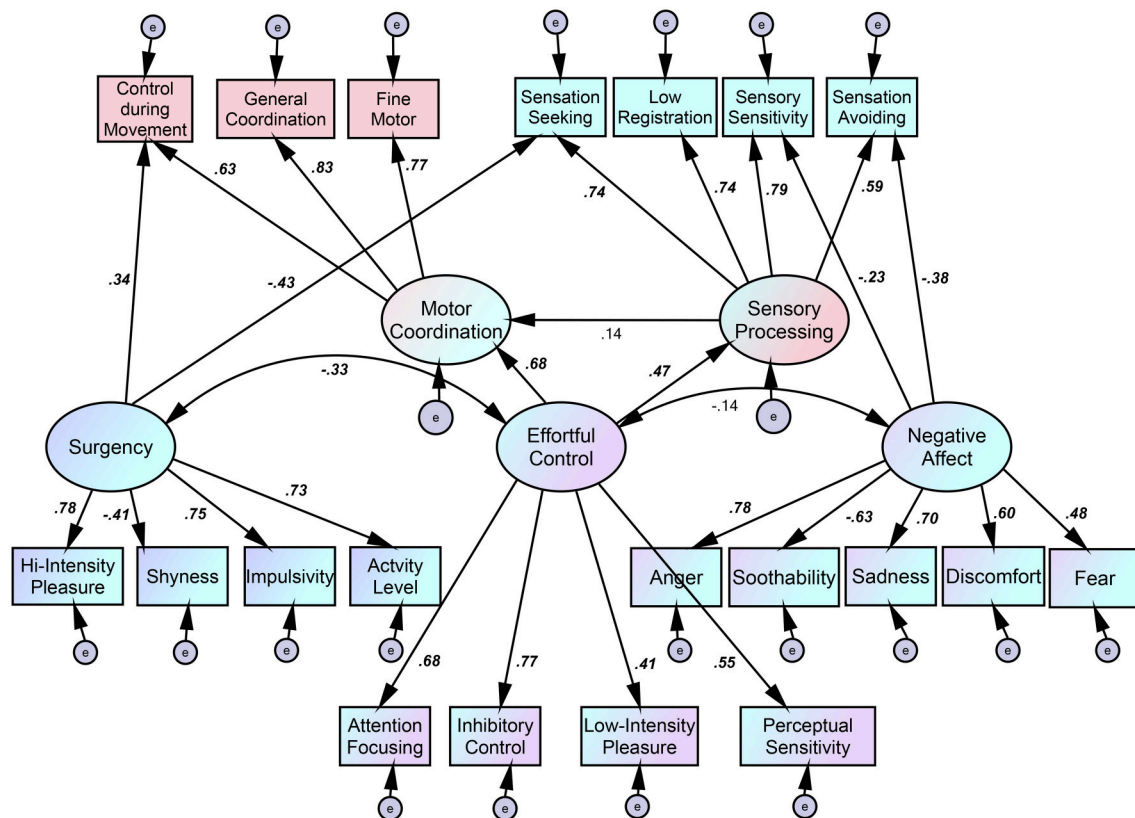 e
e
e
e
e
e
e
Control
during
Movement
General
Coordination
Fine
Motor
Sensation
Seeking
Low
Registration
Sensory
Sensitivity
Sensation
Avoiding
.63
.83
.77
.74
.74
.79
.59
.34
-.43
-.23
-.38
Motor
Coordination
Sensory
Processing
.14
-.33
.68
.47
-.14
e
e
Surgency
Effortful
Control
Negative
Affect
.78
-.41
.75
.73
.78
-.63
.70
.60
.48
Hi-Intensity
Pleasure
Shyness
Impulsivity
Actvity
Level
Anger
Soothability
Sadness
Discomfort
Fear
e
e
e
e
e
e
e
e
e
.68
.77
.41
.55
Attention
Focusing
Inhibitory
Control
Low-Intensity
Pleasure
Perceptual
Sensitivity
e
e
e
e